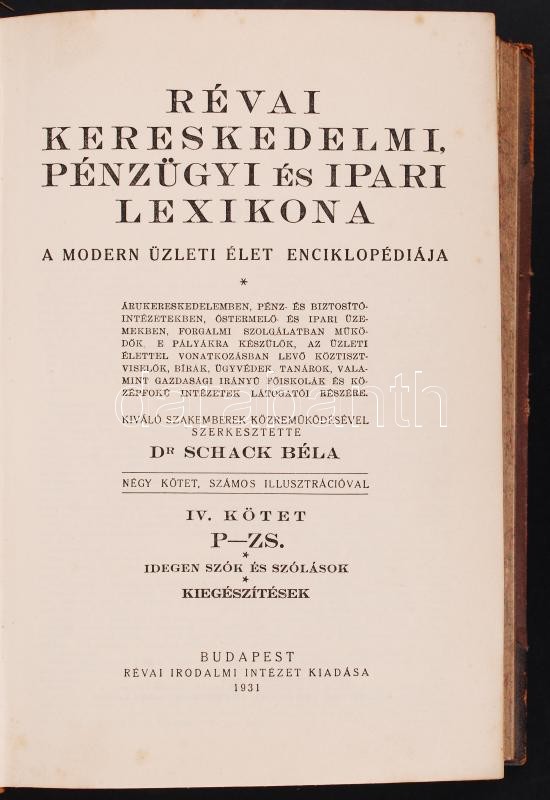 RÉVAI
KERESKEDELMI,
PÉNZÜGYI ÉS IPARI
LEXIKONA
A MODERN ÜZLETI ÉLET ENCIKLOPÉDIÁJA
*
ÁRUKERESKEDELEMBEN, PÉNZ- ÉS BIZTOSÍTÓ-
INTÉZETEKBEN, ŐSTERMELŐ- ÉS IPARI ÜZE-
MEKBEN, FORGALMI SZOLGÁLATBAN MŰKÖ-
DŐK, E PÁLYÁKRA KÉSZÜLŐK, AZ ÜZLETI
ÉLETTEL VONATKOZÁSBAN LEVŐ KÖZTISZT-
VISELŐK, BÍRÁK, ÜGYVÉDEK, TANÁROK, VALA-
MINT GAZDASÁGI IRÁNYÚ FŐISKOLÁK ÉS KÖ-
ZÉPFOKÚ INTÉZETEK LÁTOGATÓI RÉSZÉRE.
darabanth
KIVÁLÓ SZAKEMBEREK KÖZREMŰKÖDÉSÉVEL
SZERKESZTETTE
DR SCHACK BÉLA
NÉGY KÖTET, SZÁMOS ILLUSZTRÁCIÓVAL
IV. KÖTET
P—ZS.
*
IDEGEN SZÓK ÉS SZÓLÁSOK
*
KIEGÉSZÍTÉSEK
BUDAPEST
RÉVAI IRODALMI INTÉZET KIADÁSA
1931